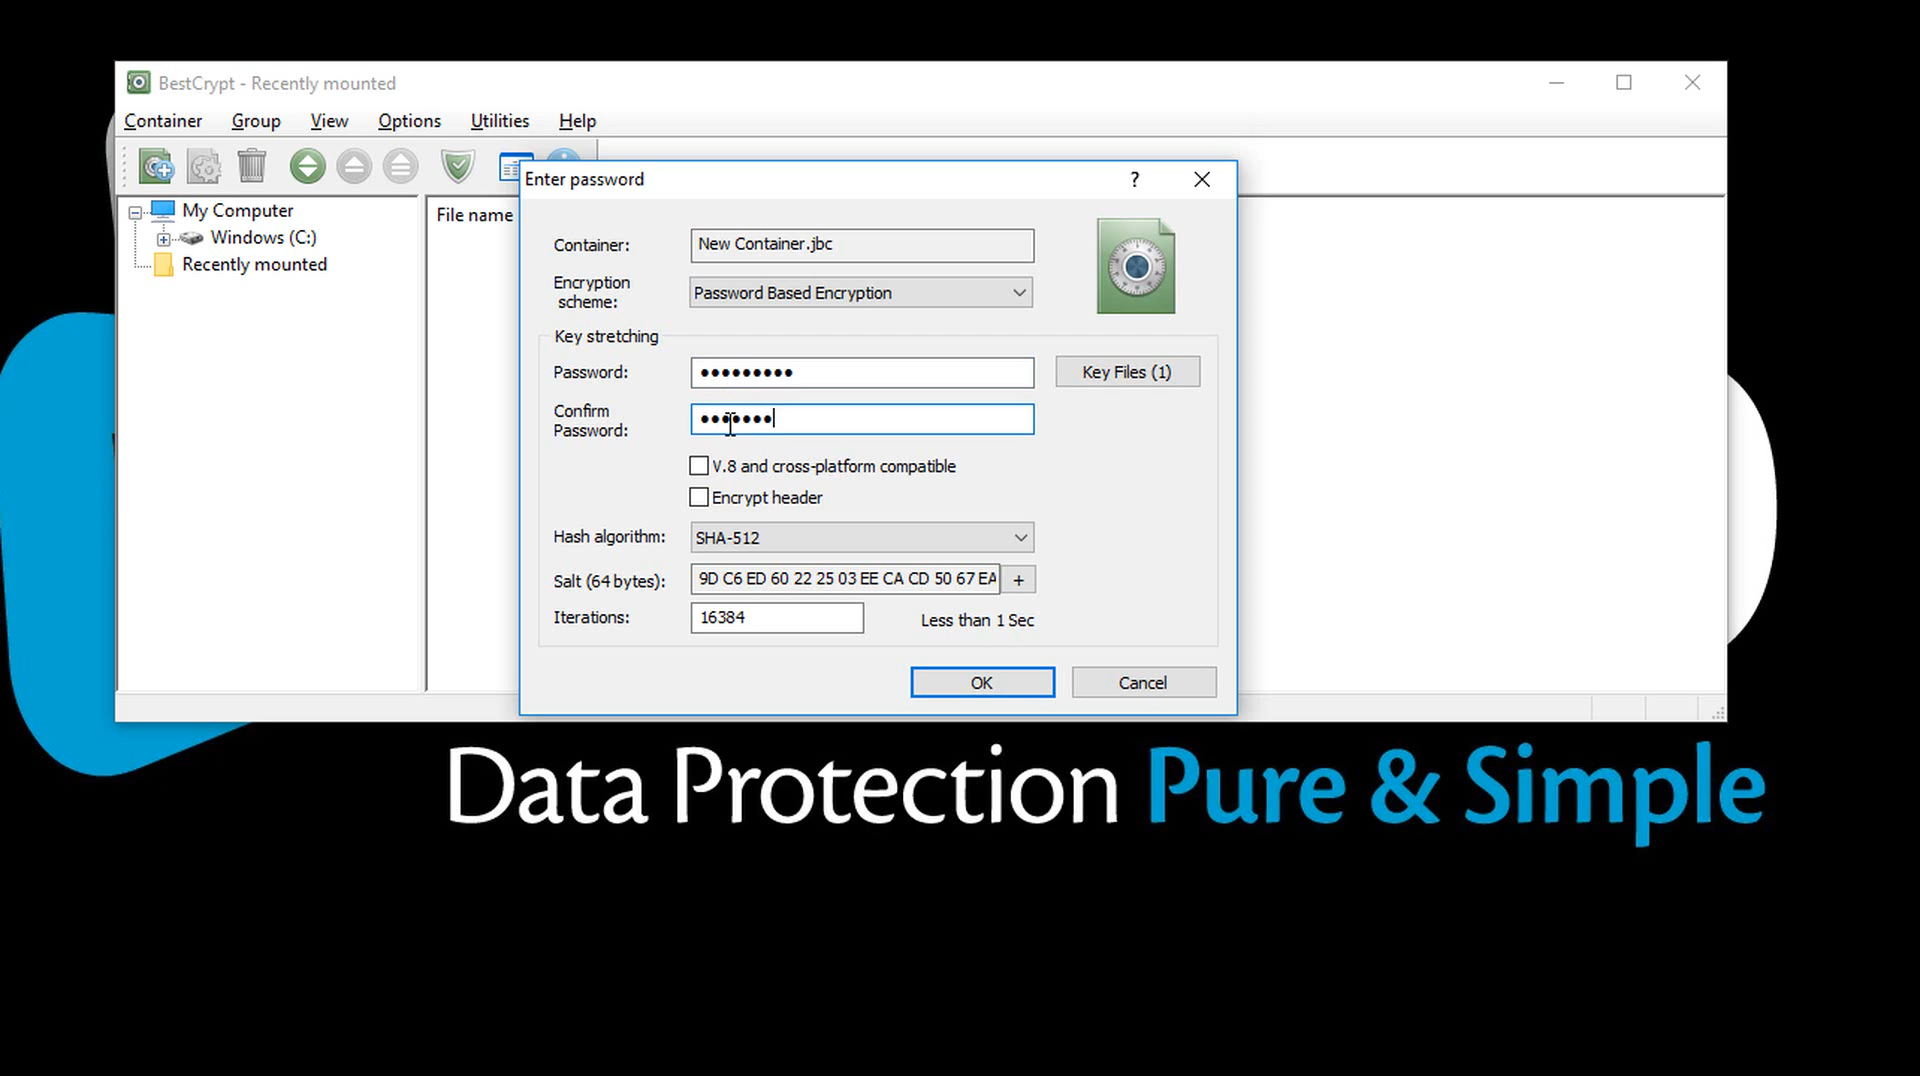 BestCrypt - Recently mounted
Container Group View Options Utilities Help
Enter password
?
My Computer
Windows (C:)
Recently mounted
File name
Container: New Container.jbc
Encryption scheme: Password Based Encryption
Key stretching
Password: ●●●●●●●●● Key Files (1)
Confirm Password: ●●●●●●●
V.8 and cross-platform compatible
Encrypt header
Hash algorithm: SHA-512
Salt (64 bytes): 9D C6 ED 60 22 25 03 EE CA CD 50 67 EA +
Iterations: 16384 Less than 1 Sec
OK Cancel
Data Protection Pure & Simple